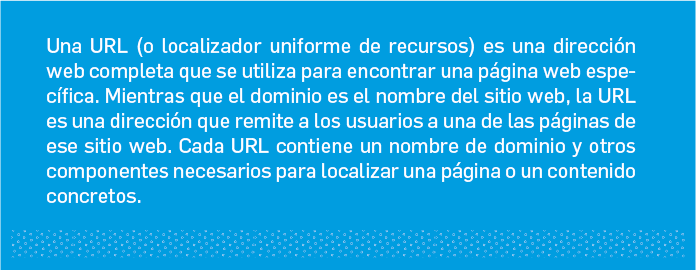 Una URL (o localizador uniforme de recursos) es una dirección
web completa que se utiliza para encontrar una página web espe-
cífica. Mientras que el dominio es el nombre del sitio web, la URL
es una dirección que remite a los usuarios a una de las páginas de
ese sitio web. Cada URL contiene un nombre de dominio y otros
componentes necesarios para localizar una página o un contenido
concretos.